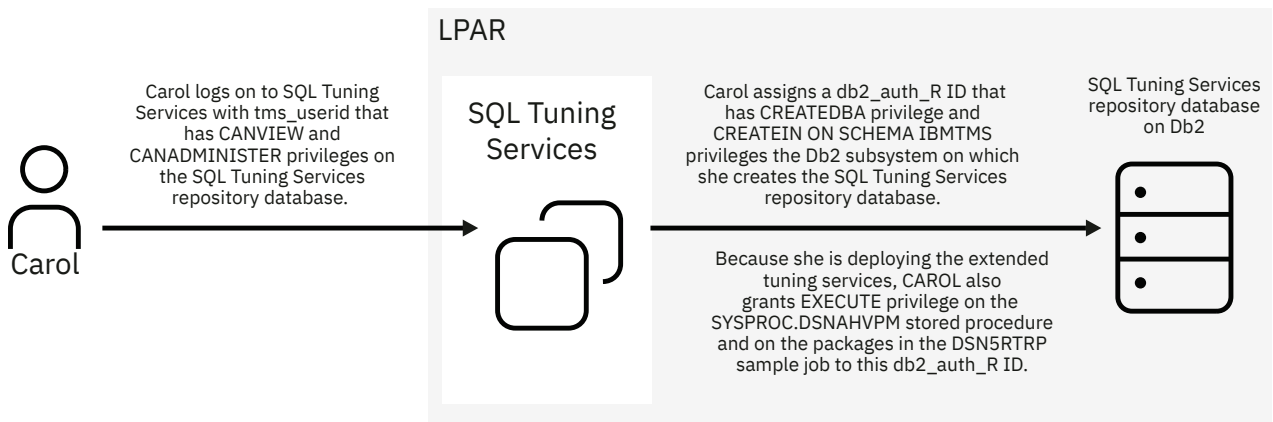 LPAR
Carol logs on to SQL Tuning
Services with tms_userid that
has CANVIEW and
CANADMINISTER privileges on
the SQL Tuning Services
repository database.
Carol
SQL Tuning
Services
Carol assigns a db2_auth_R ID that
has CREATEDBA privilege and
CREATEIN ON SCHEMA IBMTMS
privileges the Db2 subsystem on which
she creates the SQL Tuning Services
repository database.
Because she is deploying the extended
tuning services, CAROL also
grants EXECUTE privilege on the
SYSPROC.DSNAHVPM stored procedure
and on the packages in the DSN5RTRP
sample job to this db2_auth_R ID.
SQL Tuning Services
repository database
on Db2